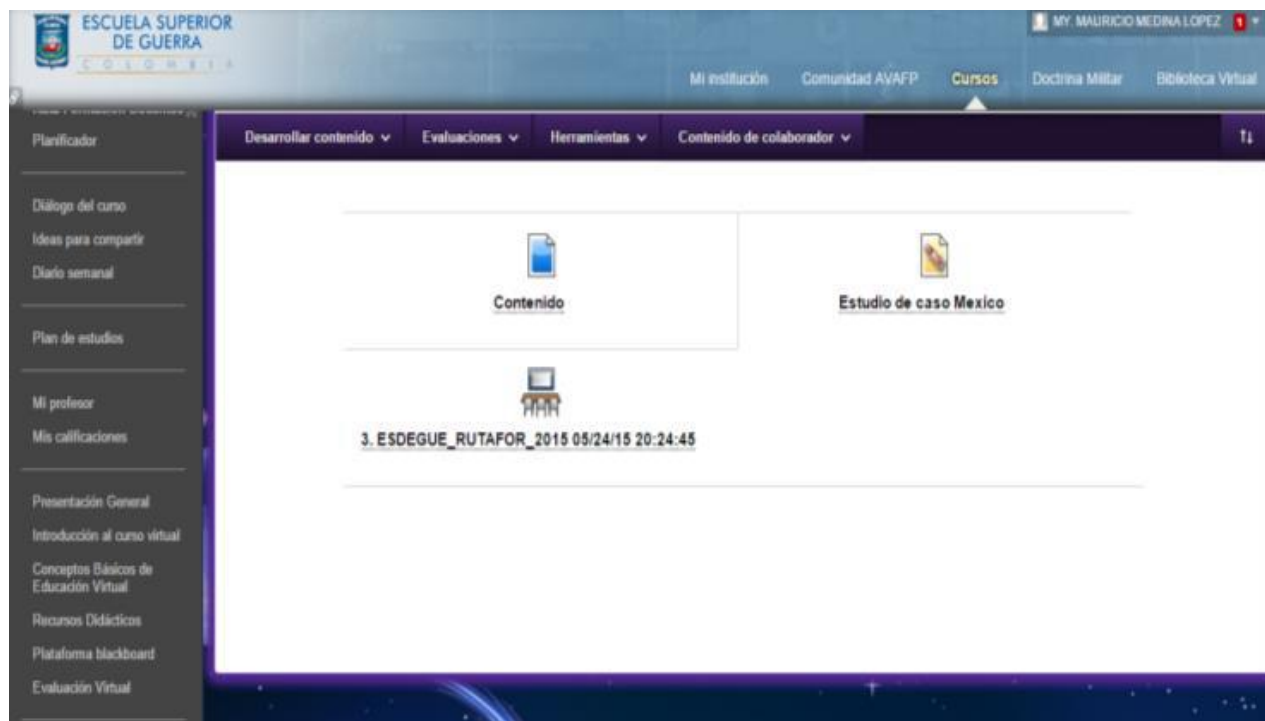 ESCUELA SUPERIOR
DE GUERRA
COLOMBIA
MY. MAURICIO MEDINA LOPEZ 1
Mi institución Comunidad AVAFP Cursos Doctrina Militar Biblioteca Virtual
Planificador
Desarrollar contenido Evaluaciones Herramientas Contenido de colaborador
Diálogo del curso
Ideas para compartir
Diario semanal
Contenido
Estudio de caso Mexico
Plan de estudios
Mi profesor
Mis calificaciones
3. ESDEGUE_RUTAFOR_2015 05/24/15 20:24:45
Presentación General
Introducción al curso virtual
Conceptos Básicos de
Educación Virtual
Recursos Didácticos
Plataforma blackboard
Evaluación Virtual